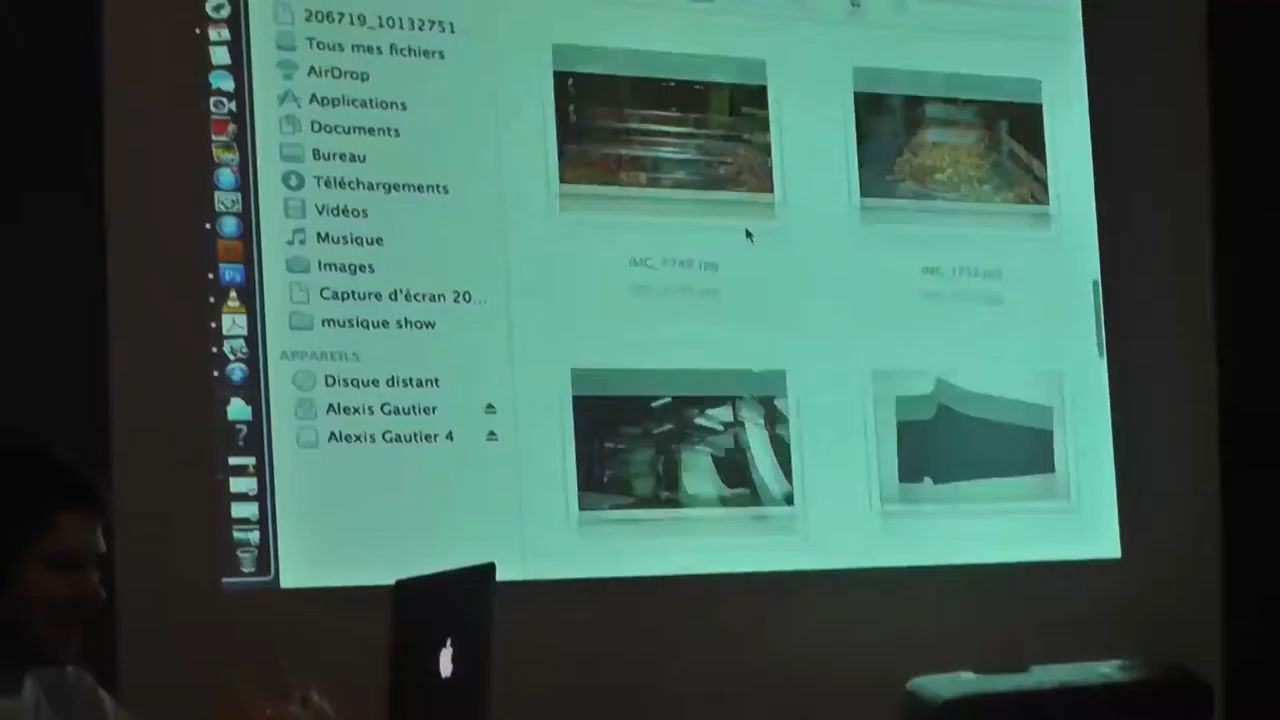 206719_10132751
Tous mes fichiers
AirDrop
Applications
Documents
Bureau
Téléchargements
Vidéos
Musique
Images
Capture d'écran 20...
musique show
APPAREILS
Disque distant
Alexis Gautier
Alexis Gautier 4
Ps
?